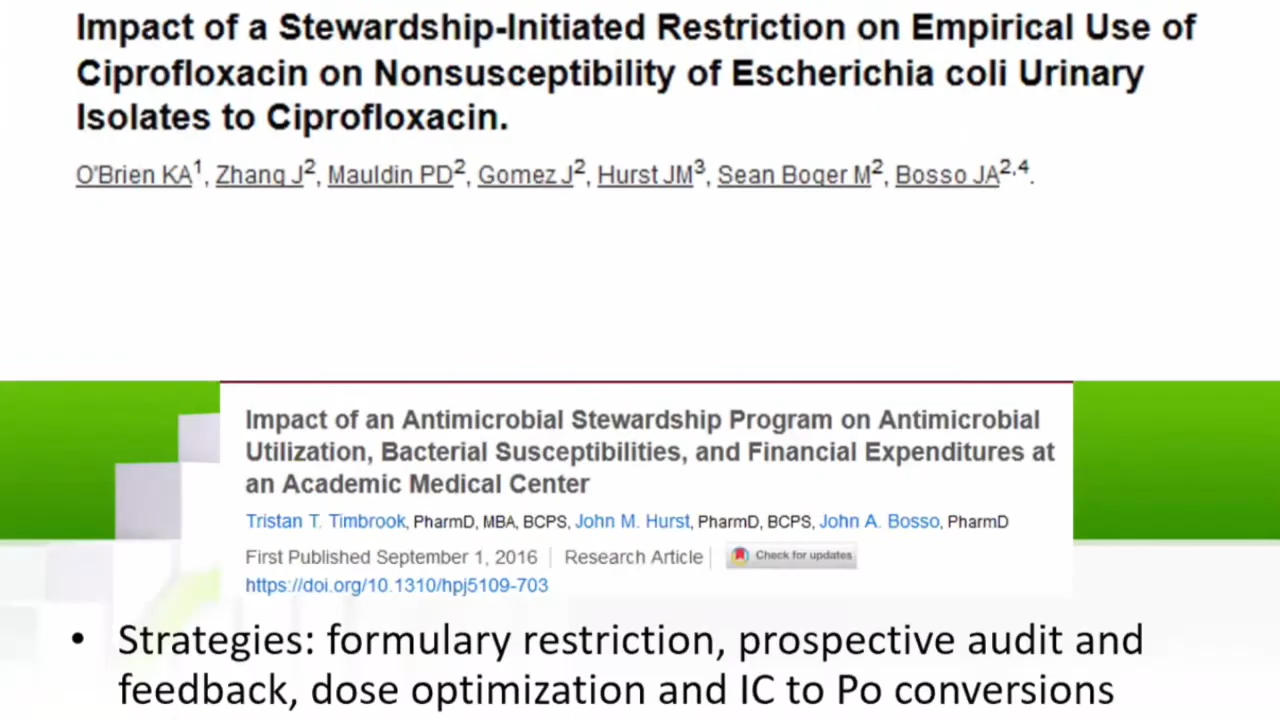 Impact of a Stewardship-Initiated Restriction on Empirical Use of
Ciprofloxacin on Nonsusceptibility of Escherichia coli Urinary
Isolates to Ciprofloxacin.
O'Brien KA1, Zhang J2, Mauldin PD2, Gomez J2, Hurst JM3, Sean Boger M2, Bosso JA2,4.
Impact of an Antimicrobial Stewardship Program on Antimicrobial
Utilization, Bacterial Susceptibilities, and Financial Expenditures at
an Academic Medical Center
Tristan T. Timbrook, PharmD, MBA, BCPS, John M. Hurst, PharmD, BCPS, John A. Bosso, PharmD
First Published September 1, 2016 | Research Article | Check for updates
https://doi.org/10.1310/hpj5109-703
• Strategies: formulary restriction, prospective audit and
feedback, dose optimization and IC to Po conversions